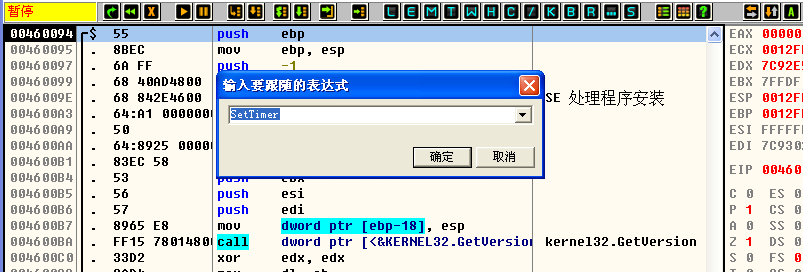 暂停 L E M W T C R ... S
00460094 $ 55 push ebp EAX 00000
00460095 . 8BEC mov ebp, esp ECX 0012F
00460097 . 6A FF push -1 EDX 7C92E
00460099 . 68 40AD4800 EBX 7FFDF
0046009E . 68 842E4600 SE 处理程序安装 ESP 0012F
004600A3 . 64:A1 0000000 EBP 0012F
004600A9 . 50 ESI FFFFF
004600AA . 64:8925 0000 EDI 7C930
004600B1 . 83EC 58
004600B4 . 53 push ebx EIP 00460
004600B5 . 56 push esi C 0 ES 0
004600B6 . 57 push edi P 1 CS 0
004600B7 . 8965 E8 mov dword ptr [ebp-18], esp A 0 SS 0
004600BA . FF15 78014800 call dword ptr [<&KERNEL32.GetVersion kernel32.GetVersion Z 1 DS 0
004600C0 . 33D2 xor edx, edx S 0 FS 0
输入要跟随的表达式
SetTimer
确定 取消